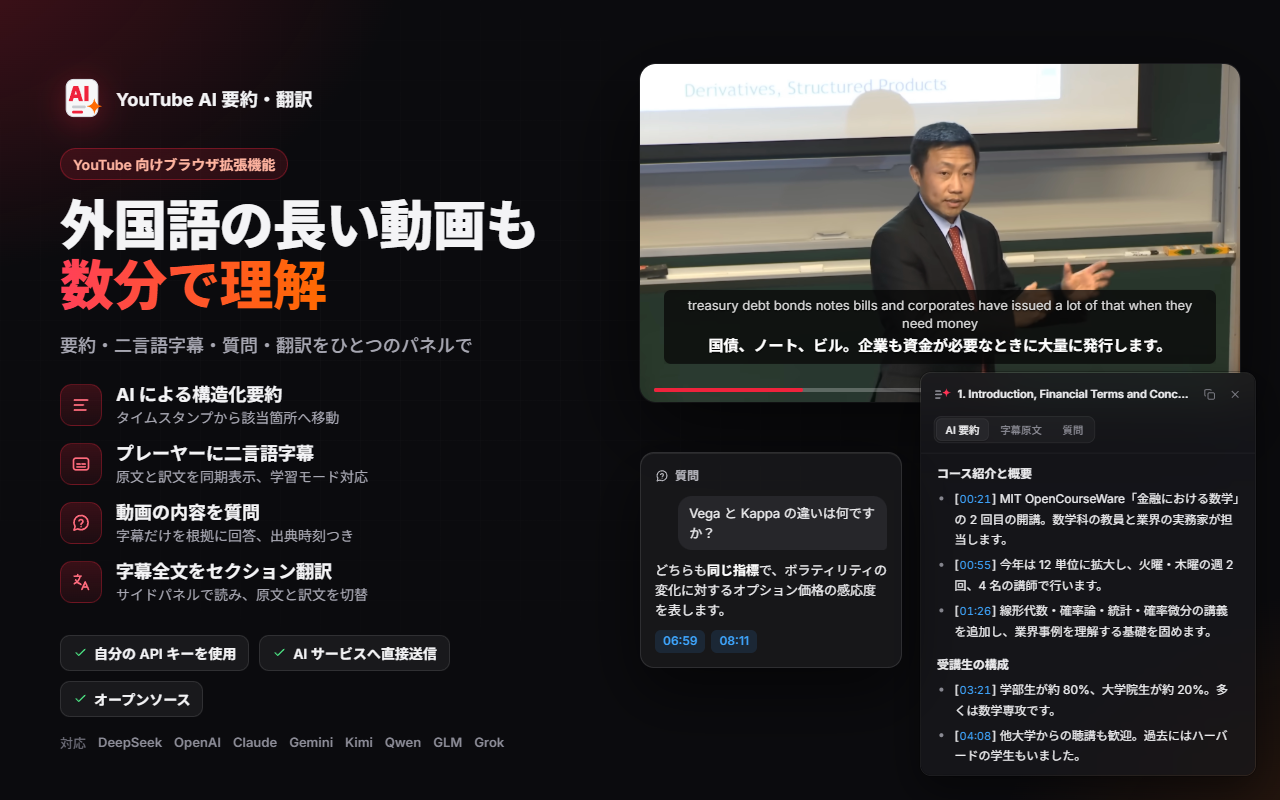 AI
YouTube AI 要約・翻訳
YouTube 向けブラウザ拡張機能
外国語の長い動画も
数分で理解
要約・二言語字幕・質問・翻訳をひとつのパネルで
AI による構造化要約
タイムスタンプから該当箇所へ移動
プレーヤーに二言語字幕
原文と訳文を同期表示、学習モード対応
動画の内容を質問
字幕だけを根拠に回答、出典時刻つき
字幕全文をセクション翻訳
サイドパネルで読み、原文と訳文を切替
自分の API キーを使用
AI サービスへ直接送信
オープンソース
対応 DeepSeek OpenAI Claude Gemini Kimi Qwen GLM Grok
Derivatives, Structured Products
treasury debt bonds notes bills and corporates have issued a lot of that when they
need money
国債、ノート、ビル。企業も資金が必要なときに大量に発行します。
質問
Vega と Kappa の違いは何です
か？
どちらも同じ指標で、ボラティリティの
変化に対するオプション価格の感応度
を表します。
06:59 08:11
1. Introduction, Financial Terms and Conc...
AI 要約 字幕原文 質問
コース紹介と概要
• [00:21] MIT OpenCourseWare「金融における数学」
の 2 回目の開講。数学科の教員と業界の実務家が担
当します。
• [00:55] 今年は 12 単位に拡大し、火曜・木曜の週 2
回、4 名の講師で行います。
• [01:26] 線形代数・確率論・統計・確率微分の講義
を追加し、業界事例を理解する基礎を固めます。
受講生の構成
• [03:21] 学部生が約 80%、大学院生が約 20%。多
くは数学専攻です。
• [04:08] 他大学からの聴講も歓迎。過去にはハーバ
ードの学生もいました。